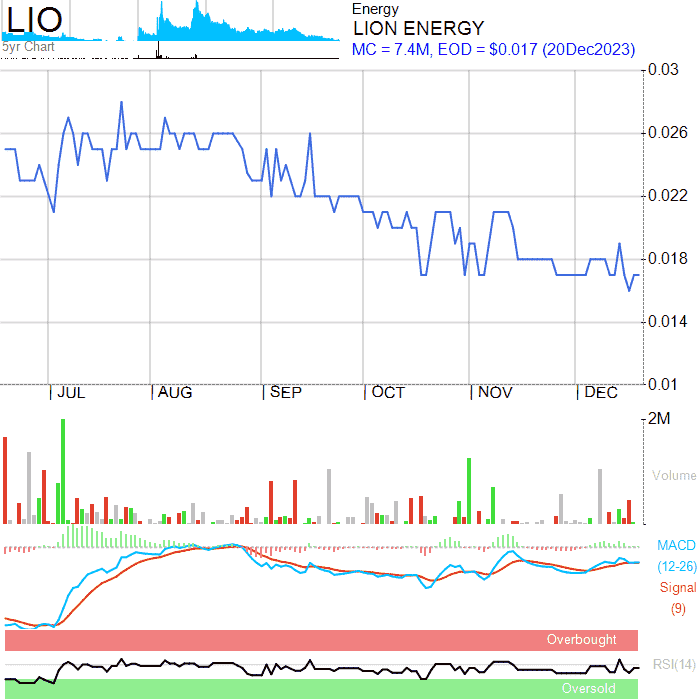 LIO
5yr Chart
Energy
LION ENERGY
MC = 7.4M, EOD = $0.017 (20Dec2023)
0.03
0.026
0.022
0.018
0.014
0.01
JUL AUG SEP OCT NOV DEC
2M
Volume
MACD
(12-26)
Signal
(9)
Overbought
RSI(14)
Oversold